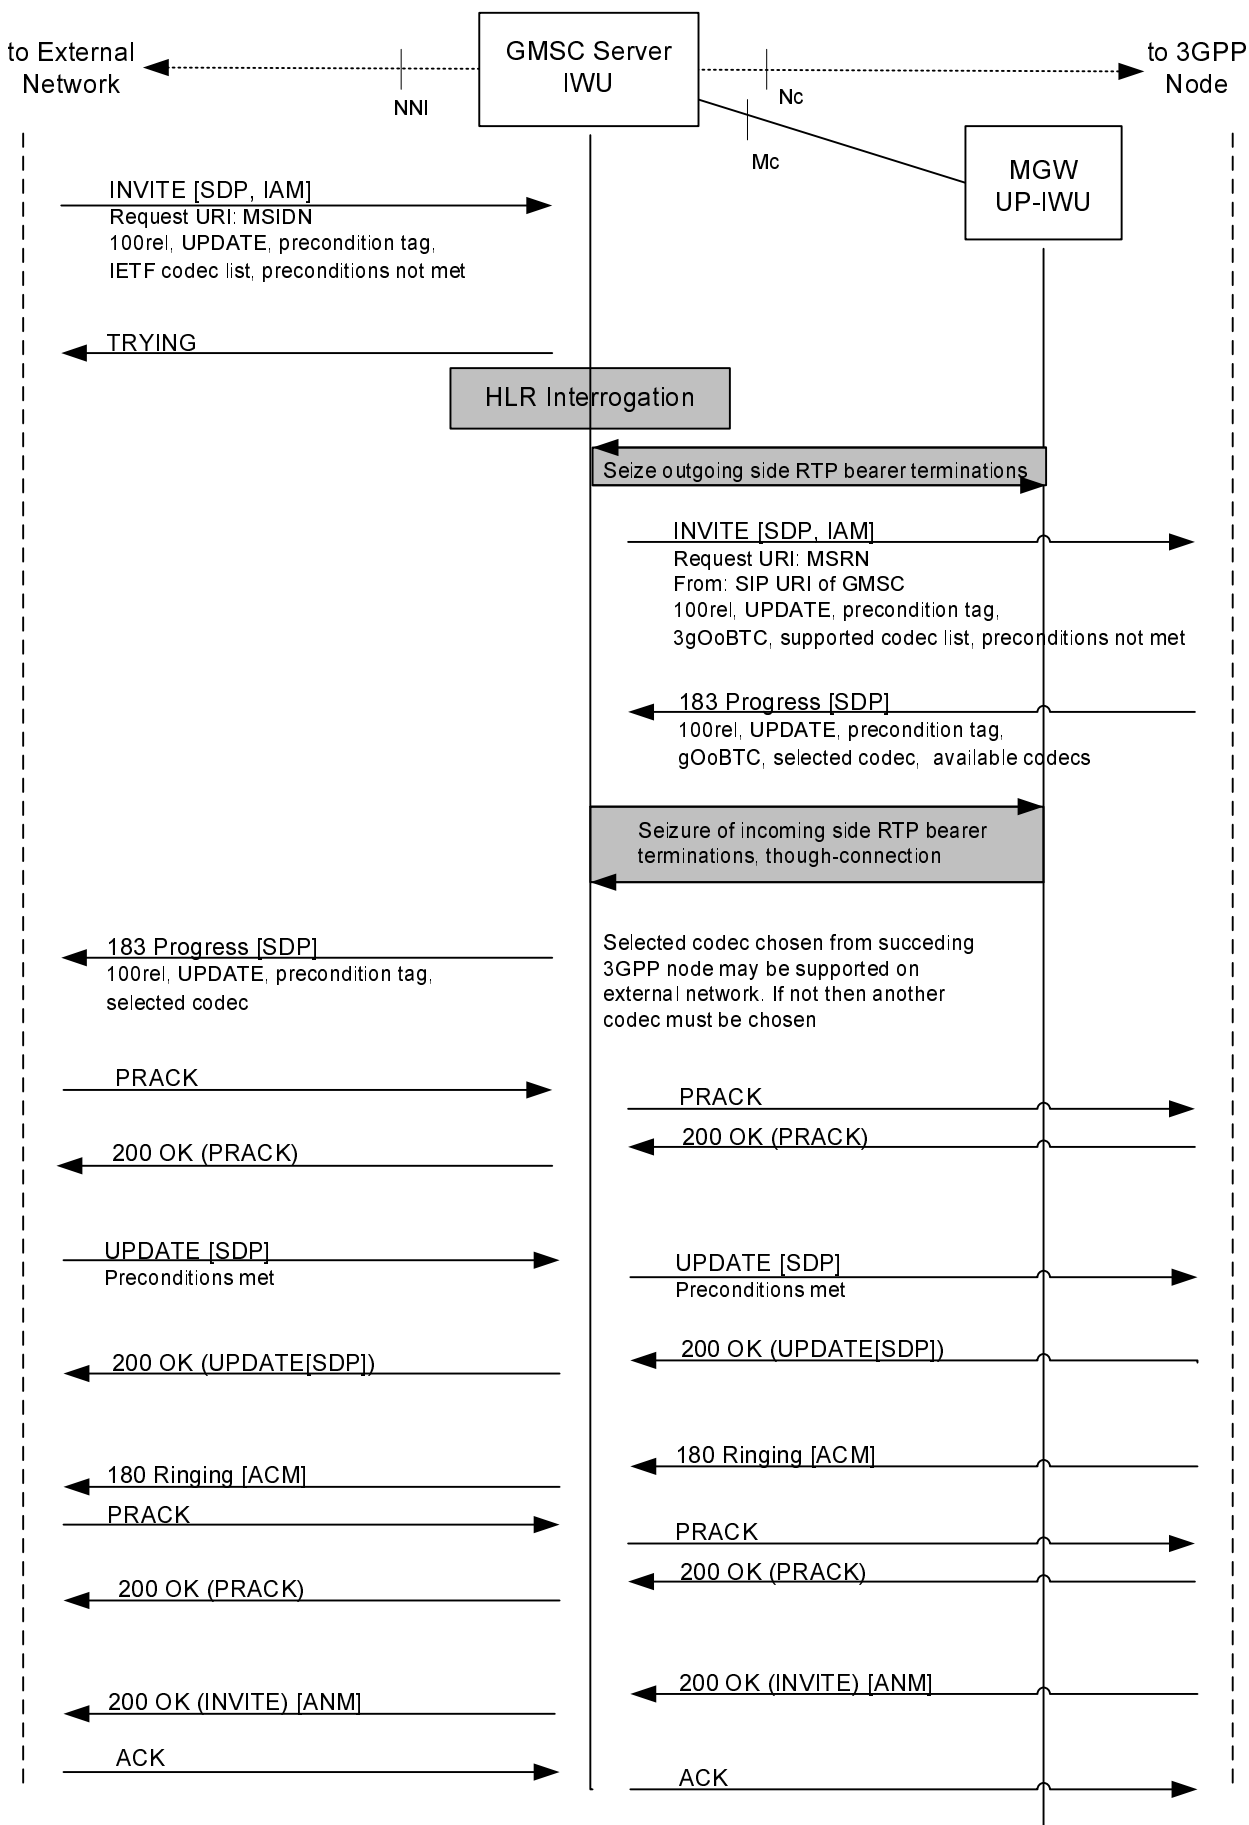 to External
Network
GMSC Server
IWU
to 3GPP
Node
NNI
Nc
Mc
MGW
UP-IWU
INVITE [SDP, IAM]
Request URI: MSIDN
100rel, UPDATE, precondition tag,
IETF codec list, preconditions not met
TRYING
HLR Interrogation
Seize outgoing side RTP bearer terminations
INVITE [SDP, IAM]
Request URI: MSRN
From: SIP URI of GMSC
100rel, UPDATE, precondition tag,
3gOoBTC, supported codec list, preconditions not met
183 Progress [SDP]
100rel, UPDATE, precondition tag,
gOoBTC, selected codec, available codecs
Seizure of incoming side RTP bearer
terminations, though-connection
183 Progress [SDP]
100rel, UPDATE, precondition tag,
selected codec
Selected codec chosen from succeding
3GPP node may be supported on
external network. If not then another
codec must be chosen
PRACK
PRACK
200 OK (PRACK)
200 OK (PRACK)
UPDATE [SDP]
Preconditions met
UPDATE [SDP]
Preconditions met
200 OK (UPDATE[SDP])
200 OK (UPDATE[SDP])
180 Ringing [ACM]
180 Ringing [ACM]
PRACK
PRACK
200 OK (PRACK)
200 OK (PRACK)
200 OK (INVITE) [ANM]
200 OK (INVITE) [ANM]
ACK
ACK